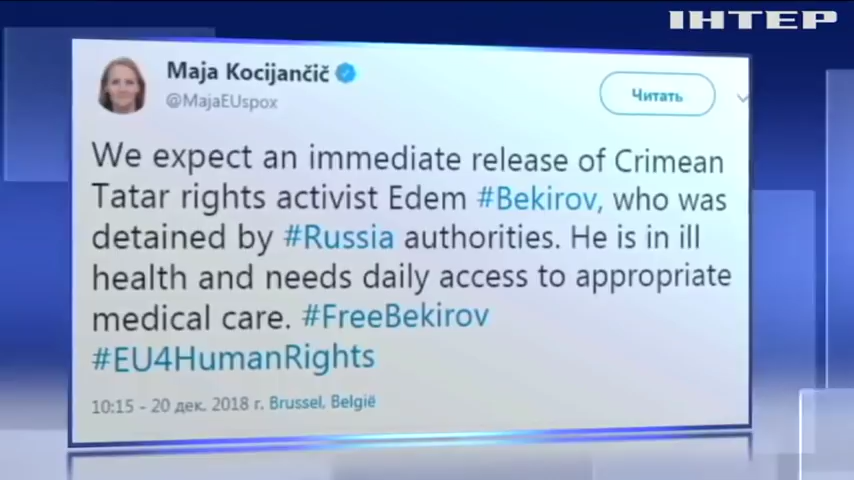 ІНТЕР
Maja Kocijančič
@MajaEUspox
Читать
We expect an immediate release of Crimean
Tatar rights activist Edem #Bekirov, who was
detained by #Russia authorities. He is in ill
health and needs daily access to appropriate
medical care. #FreeBekirov
#EU4HumanRights
10:15 - 20 дек. 2018 г. Brussel, België